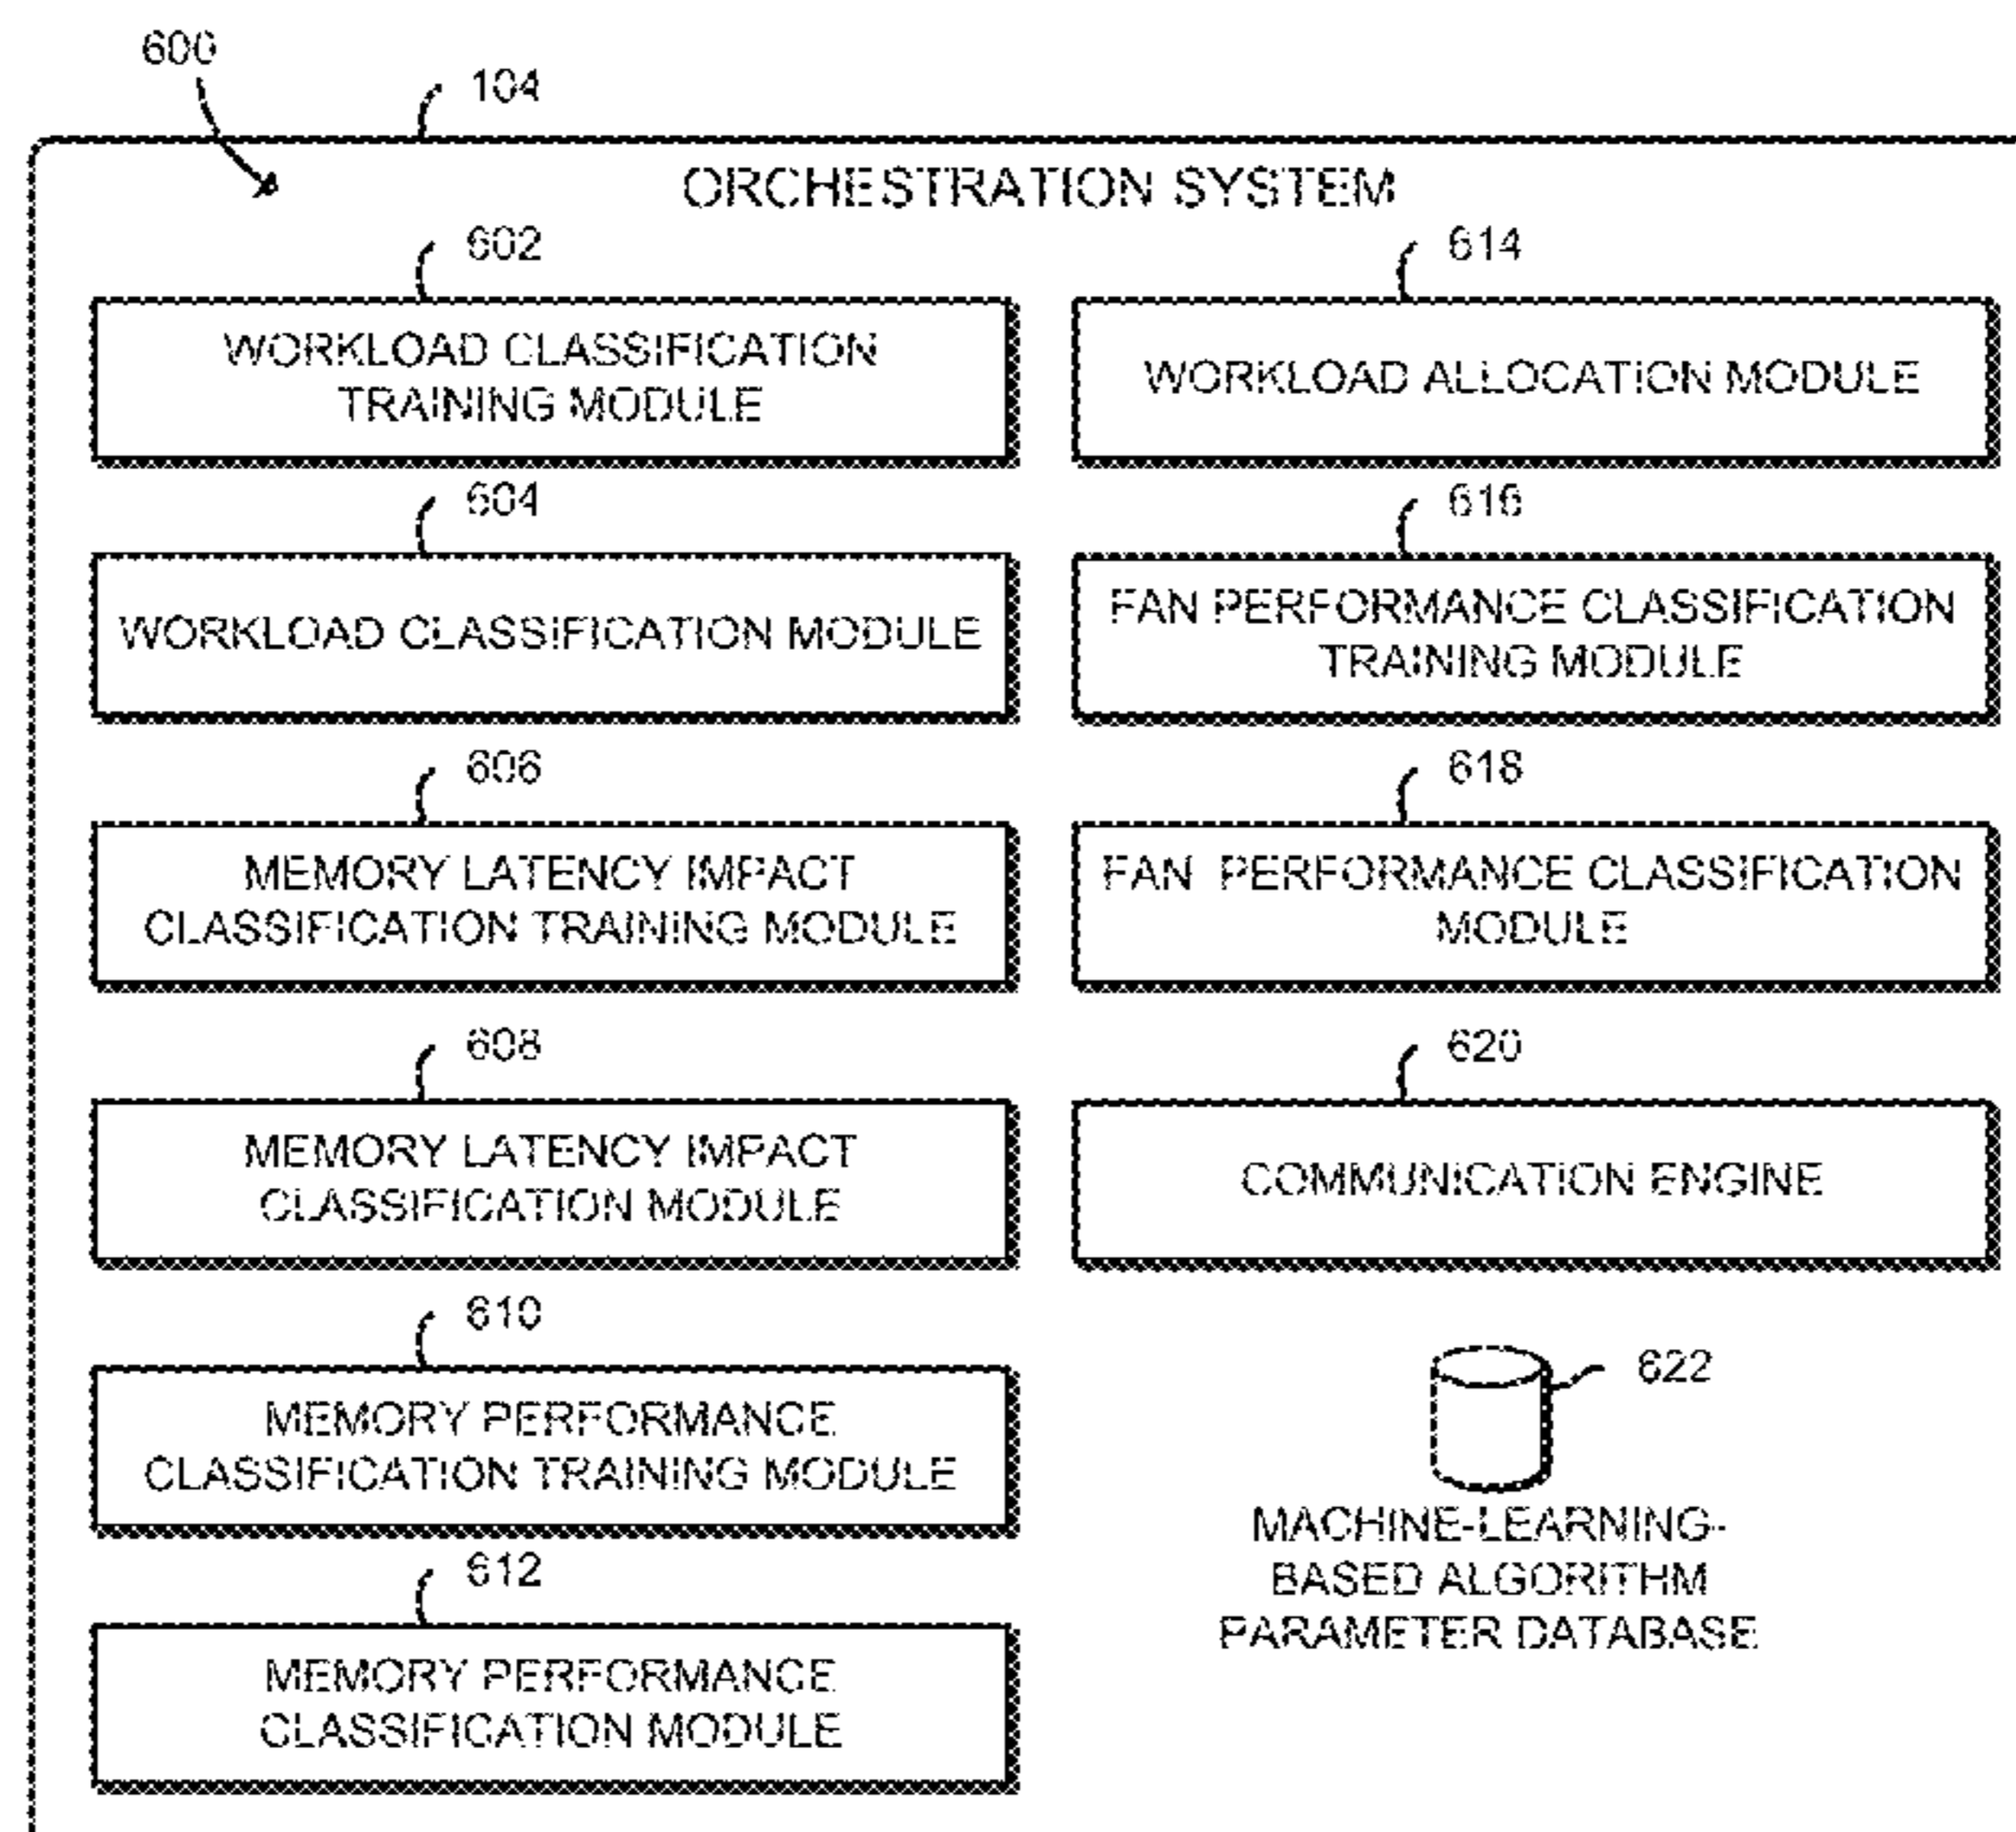 600
104
ORCHESTRATION SYSTEM
602
WORKLOAD CLASSIFICATION
TRAINING MODULE
604
WORKLOAD CLASSIFICATION MODULE
606
MEMORY LATENCY IMPACT
CLASSIFICATION TRAINING MODULE
608
MEMORY LATENCY IMPACT
CLASSIFICATION MODULE
610
MEMORY PERFORMANCE
CLASSIFICATION TRAINING MODULE
612
MEMORY PERFORMANCE
CLASSIFICATION MODULE
614
WORKLOAD ALLOCATION MODULE
616
FAN PERFORMANCE CLASSIFICATION
TRAINING MODULE
618
FAN PERFORMANCE CLASSIFICATION
MODULE
620
COMMUNICATION ENGINE
622
MACHINE-LEARNING-
BASED ALGORITHM
PARAMETER DATABASE